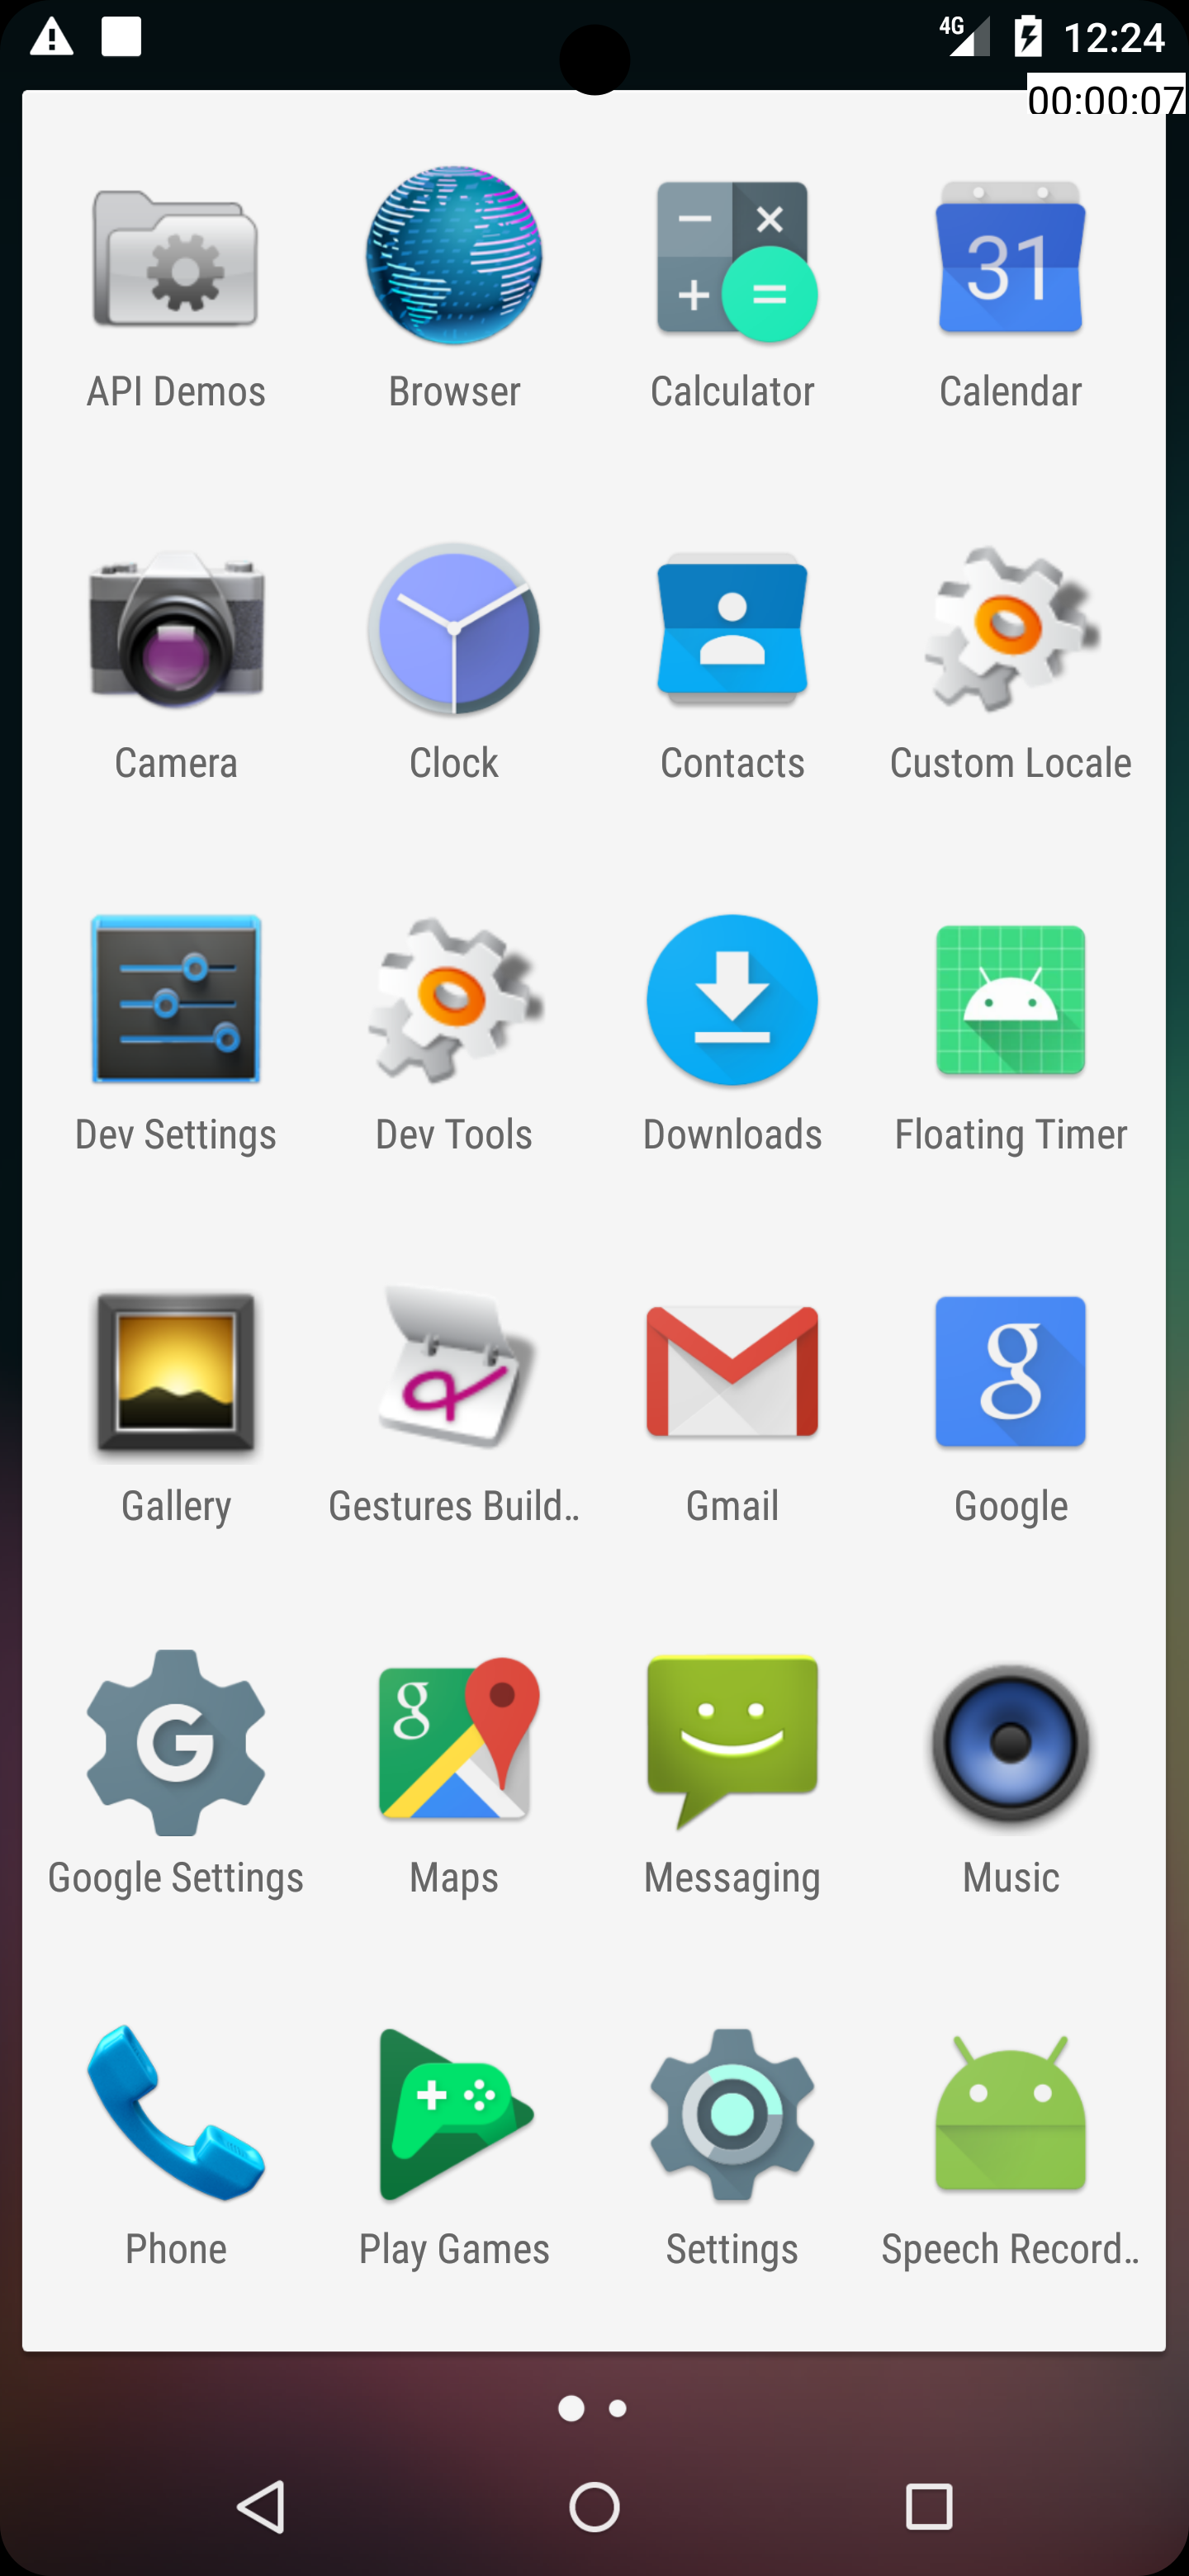 4G 12:24
00:00:07
31
API Demos Browser Calculator Calendar
Camera Clock Contacts Custom Locale
Dev Settings Dev Tools Downloads Floating Timer
g
Gallery Gestures Build… Gmail Google
G g
Google Settings Maps Messaging Music
Phone Play Games Settings Speech Record…